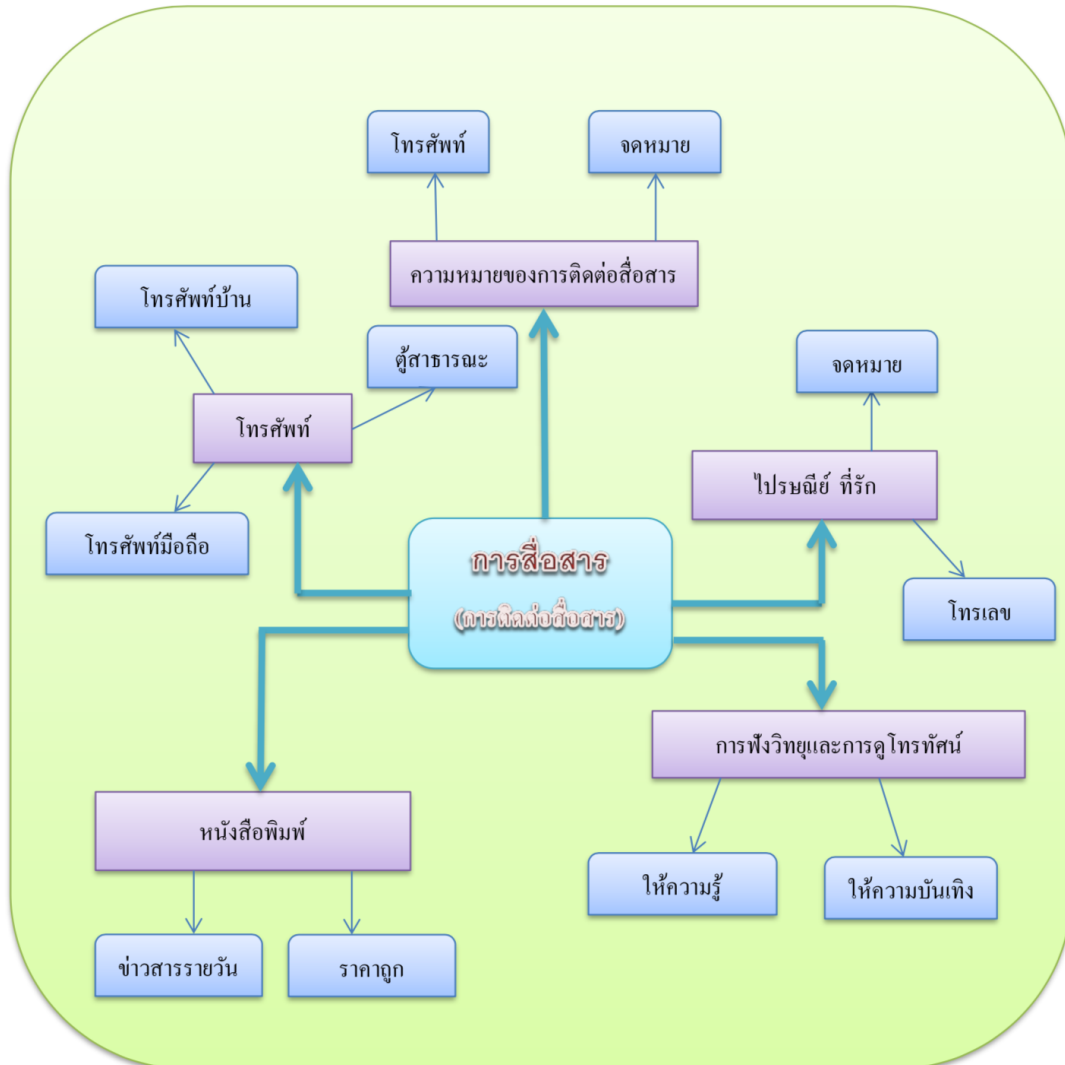 โทรศัพท์
จดหมาย
ความหมายของการติดต่อสื่อสาร
โทรศัพท์บ้าน
ตู้สาธารณะ
จดหมาย
โทรศัพท์
ไปรษณีย์ ที่รัก
โทรศัพท์มือถือ
การสื่อสาร
(การติดต่อสื่อสาร)
โทรเลข
การฟังวิทยุและการดูโทรทัศน์
หนังสือพิมพ์
ให้ความรู้
ให้ความบันเทิง
ข่าวสารรายวัน
ราคาถูก